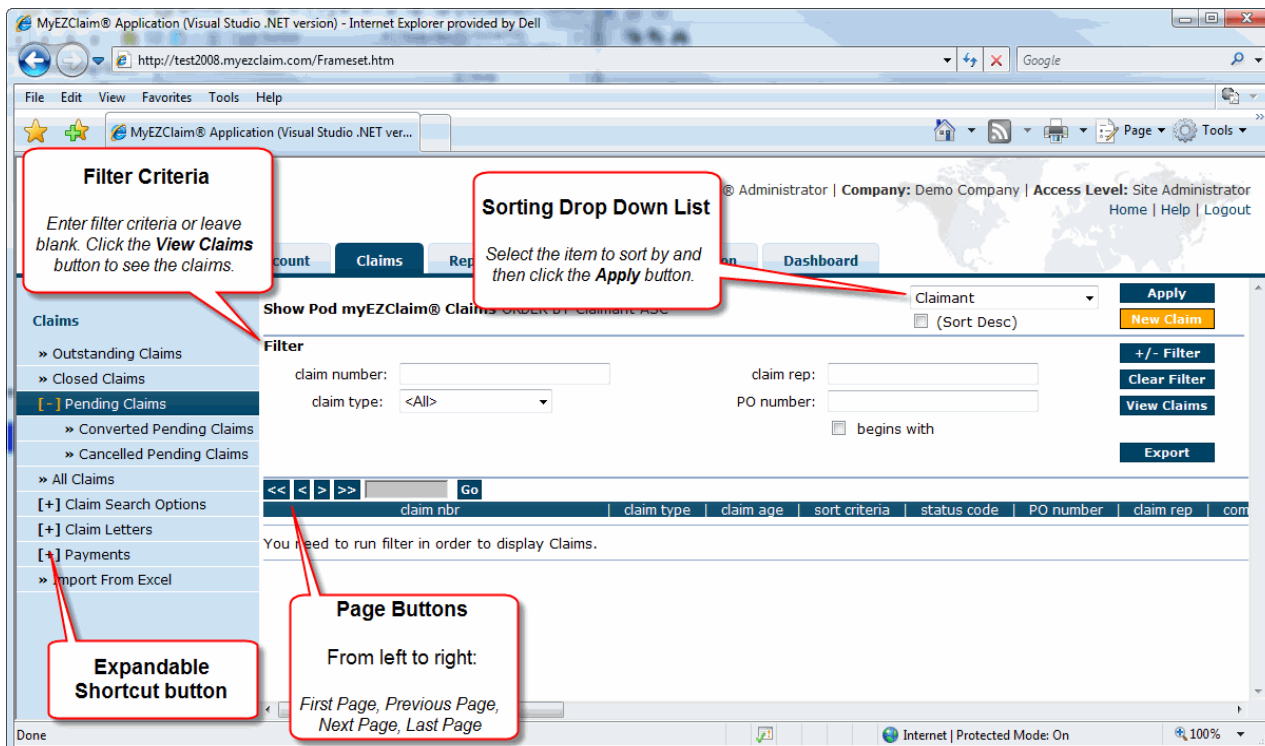 MyEZClaim® Application (Visual Studio .NET version) - Internet Explorer provided by Dell
http://test2008.myezclaim.com/Frameset.htm
Google
File Edit View Favorites Tools Help
MyEZClaim® Application (Visual Studio .NET ver...
Page Tools
Filter Criteria
Enter filter criteria or leave
blank. Click the View Claims
button to see the claims.
Sorting Drop Down List
Select the item to sort by and
then click the Apply button.
® Administrator | Company: Demo Company | Access Level: Site Administrator
Home | Help | Logout
count Claims Rep on Dashboard
Claims
» Outstanding Claims
» Closed Claims
[-] Pending Claims
» Converted Pending Claims
» Cancelled Pending Claims
» All Claims
[+] Claim Search Options
[+] Claim Letters
[+] Payments
» Import From Excel
Show Pod myEZClaim® Claims ORDER BY Claimant ASC
Claimant
(Sort Desc)
Apply
New Claim
Filter
claim number:
claim rep:
claim type: <All>
PO number:
begins with
+/- Filter
Clear Filter
View Claims
Export
<< < > >> Go
claim nbr | claim type | claim age | sort criteria | status code | PO number | claim rep | com
You need to run filter in order to display Claims.
Page Buttons
From left to right:
First Page, Previous Page,
Next Page, Last Page
Expandable
Shortcut button
Done
Internet | Protected Mode: On
100%